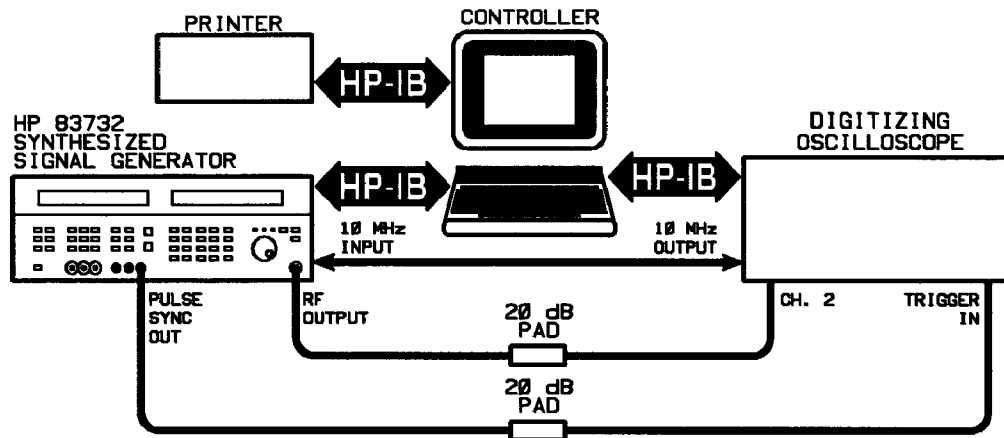 PRINTER
CONTROLLER
HP-IB
HP 83732
SYNTHESIZED
SIGNAL GENERATOR
DIGITIZING
OSCILLOSCOPE
HP-IB
HP-IB
10 MHz
INPUT
10 MHz
OUTPUT
PULSE
SYNC
OUT
RF
OUTPUT
20 dB
PAD
CH. 2
TRIGGER
IN
20 dB
PAD